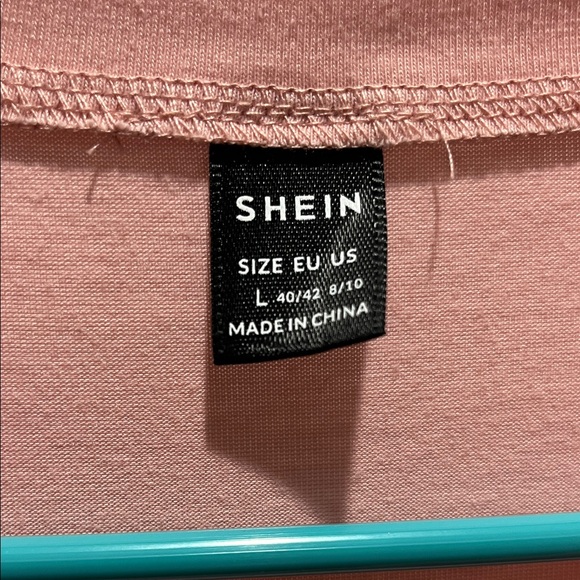 SHEIN
SIZE EU US
L 40/42 8/10
MADE IN CHINA